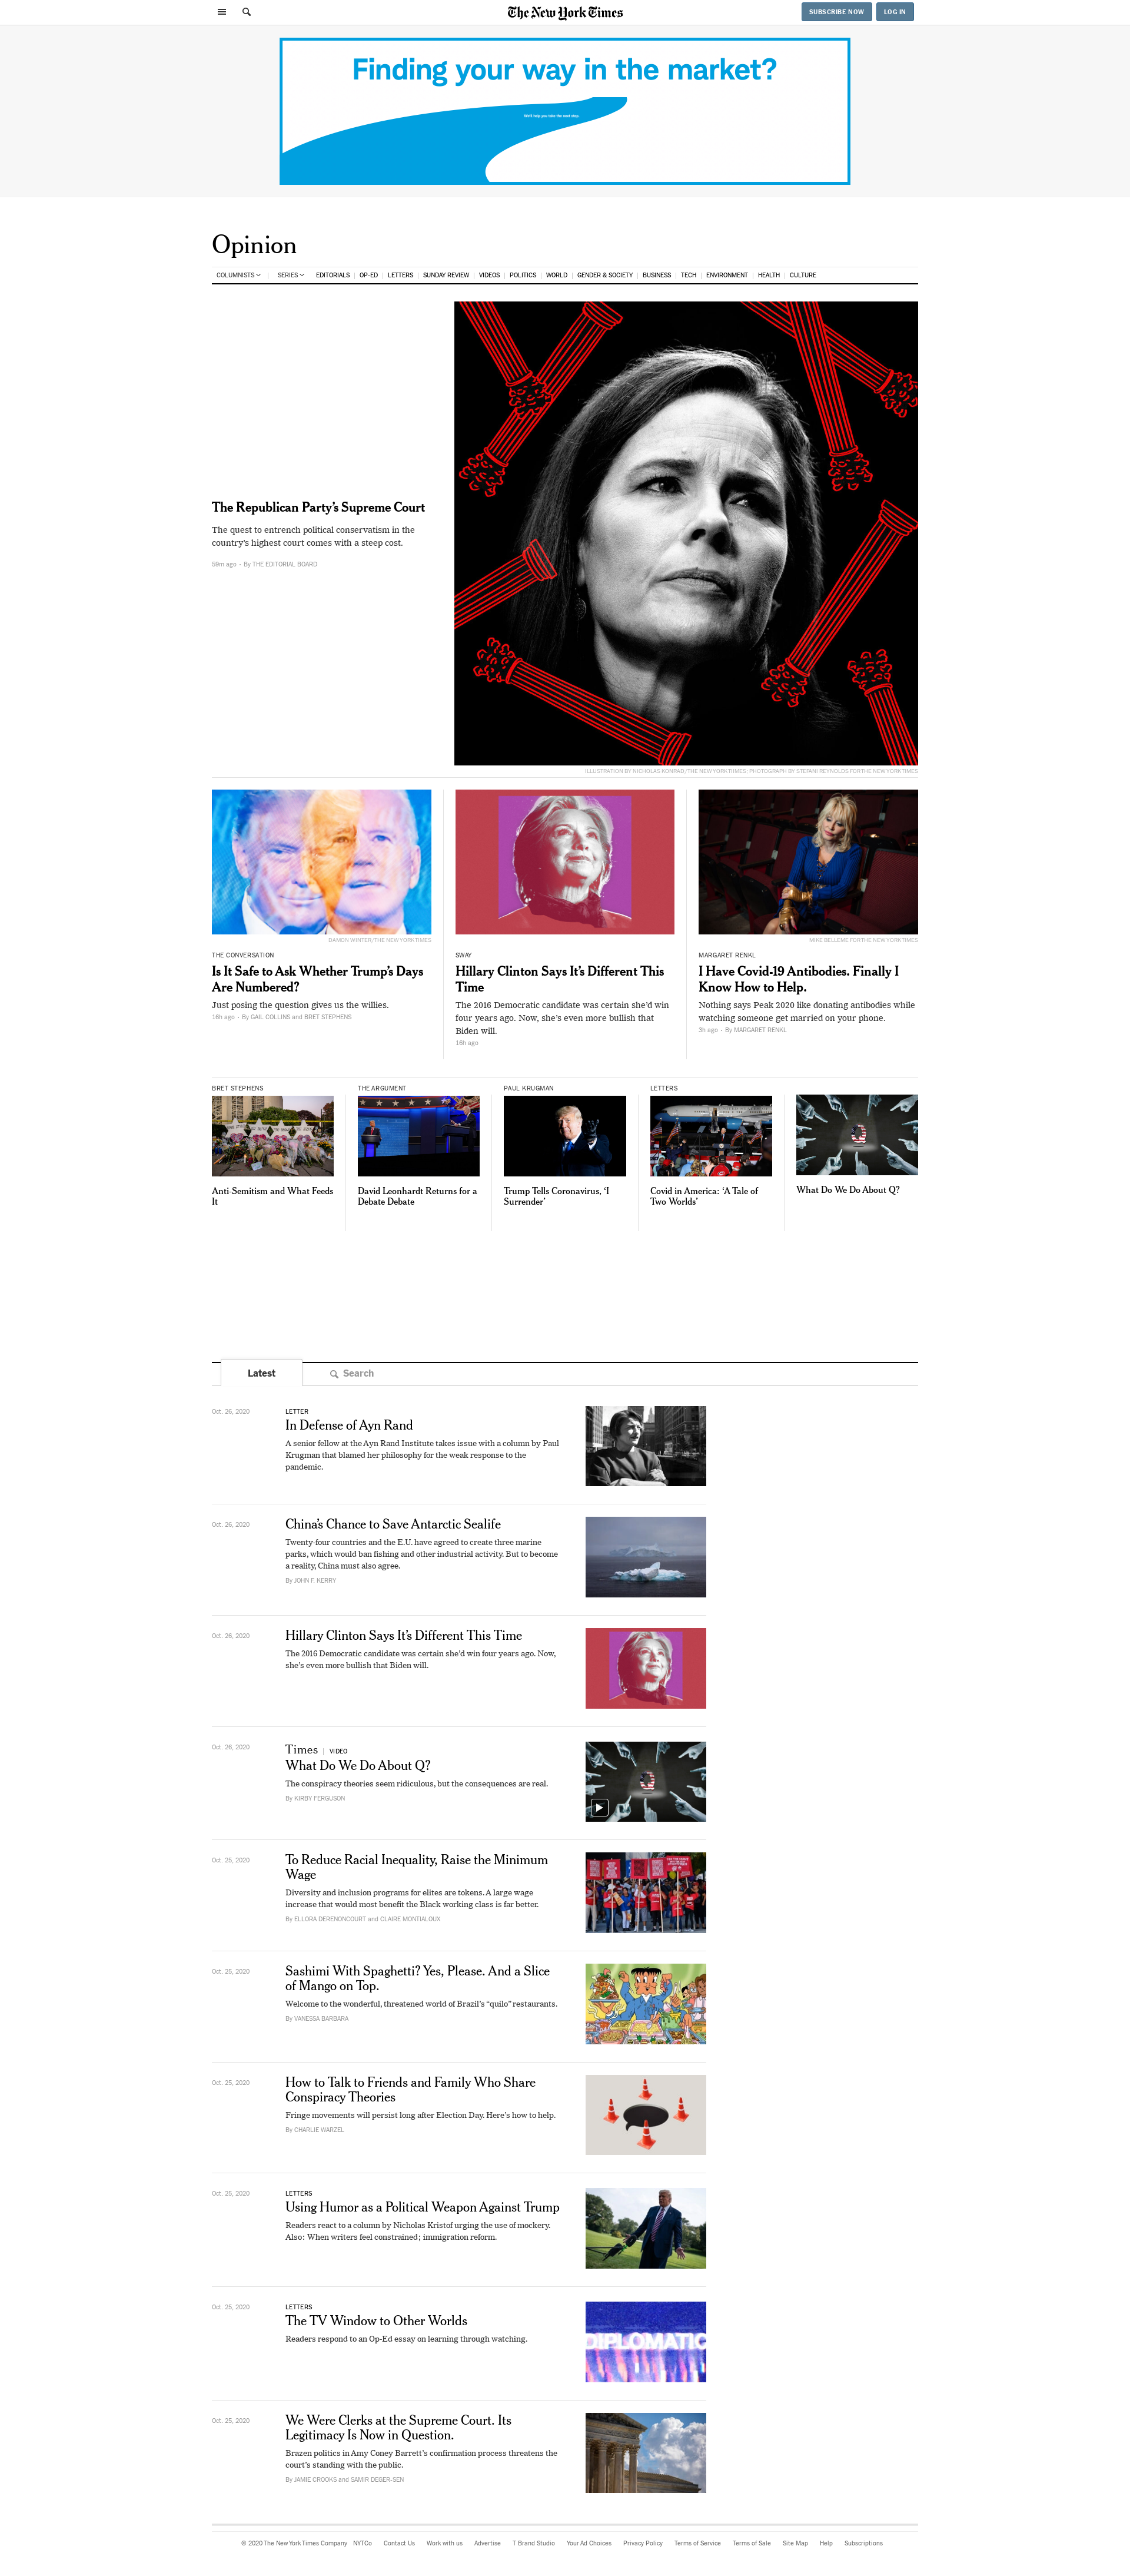 The New York Times
SUBSCRIBE NOW
LOG IN
Finding your way in the market?
We'll help you take the next step.
Opinion
COLUMNISTS
SERIES
EDITORIALS
OP-ED
LETTERS
SUNDAY REVIEW
VIDEOS
POLITICS
WORLD
GENDER & SOCIETY
BUSINESS
TECH
ENVIRONMENT
HEALTH
CULTURE
The Republican Party’s Supreme Court
The quest to entrench political conservatism in the
country’s highest court comes with a steep cost.
59m ago - By THE EDITORIAL BOARD
ILLUSTRATION BY NICHOLAS KONRAD/THE NEW YORK TIMES; PHOTOGRAPH BY STEFANI REYNOLDS FOR THE NEW YORK TIMES
DAMON WINTER/THE NEW YORK TIMES
THE CONVERSATION
Is It Safe to Ask Whether Trump’s Days
Are Numbered?
Just posing the question gives us the willies.
16h ago - By GAIL COLLINS and BRET STEPHENS
SWAY
Hillary Clinton Says It’s Different This
Time
The 2016 Democratic candidate was certain she’d win
four years ago. Now, she’s even more bullish that
Biden will.
16h ago
MIKE BELLEME FOR THE NEW YORK TIMES
MARGARET RENKL
I Have Covid-19 Antibodies. Finally I
Know How to Help.
Nothing says Peak 2020 like donating antibodies while
watching someone get married on your phone.
3h ago - By MARGARET RENKL
BRET STEPHENS
Anti-Semitism and What Feeds
It
THE ARGUMENT
David Leonhardt Returns for a
Debate Debate
PAUL KRUGMAN
Trump Tells Coronavirus, ‘I
Surrender’
LETTERS
Covid in America: ‘A Tale of
Two Worlds’
What Do We Do About Q?
Latest
Search
Oct. 26, 2020
LETTER
In Defense of Ayn Rand
A senior fellow at the Ayn Rand Institute takes issue with a column by Paul
Krugman that blamed her philosophy for the weak response to the
pandemic.
Oct. 26, 2020
China’s Chance to Save Antarctic Sealife
Twenty-four countries and the E.U. have agreed to create three marine
parks, which would ban fishing and other industrial activity. But to become
a reality, China must also agree.
By JOHN F. KERRY
Oct. 26, 2020
Hillary Clinton Says It’s Different This Time
The 2016 Democratic candidate was certain she’d win four years ago. Now,
she’s even more bullish that Biden will.
Oct. 26, 2020
Times | VIDEO
What Do We Do About Q?
The conspiracy theories seem ridiculous, but the consequences are real.
By KIRBY FERGUSON
Oct. 25, 2020
To Reduce Racial Inequality, Raise the Minimum
Wage
Diversity and inclusion programs for elites are tokens. A large wage
increase that would most benefit the Black working class is far better.
By ELLORA DERENONCOURT and CLAIRE MONTIALOUX
Oct. 25, 2020
Sashimi With Spaghetti? Yes, Please. And a Slice
of Mango on Top.
Welcome to the wonderful, threatened world of Brazil’s “quilo” restaurants.
By VANESSA BARBARA
Oct. 25, 2020
How to Talk to Friends and Family Who Share
Conspiracy Theories
Fringe movements will persist long after Election Day. Here’s how to help.
By CHARLIE WARZEL
Oct. 25, 2020
LETTERS
Using Humor as a Political Weapon Against Trump
Readers react to a column by Nicholas Kristof urging the use of mockery.
Also: When writers feel constrained; immigration reform.
Oct. 25, 2020
LETTERS
The TV Window to Other Worlds
Readers respond to an Op-Ed essay on learning through watching.
DIPLOMATIC
Oct. 25, 2020
We Were Clerks at the Supreme Court. Its
Legitimacy Is Now in Question.
Brazen politics in Amy Coney Barrett’s confirmation process threatens the
court’s standing with the public.
By JAMIE CROOKS and SAMIR DEGER-SEN
© 2020 The New York Times Company
NYTCo
Contact Us
Work with us
Advertise
T Brand Studio
Your Ad Choices
Privacy Policy
Terms of Service
Terms of Sale
Site Map
Help
Subscriptions